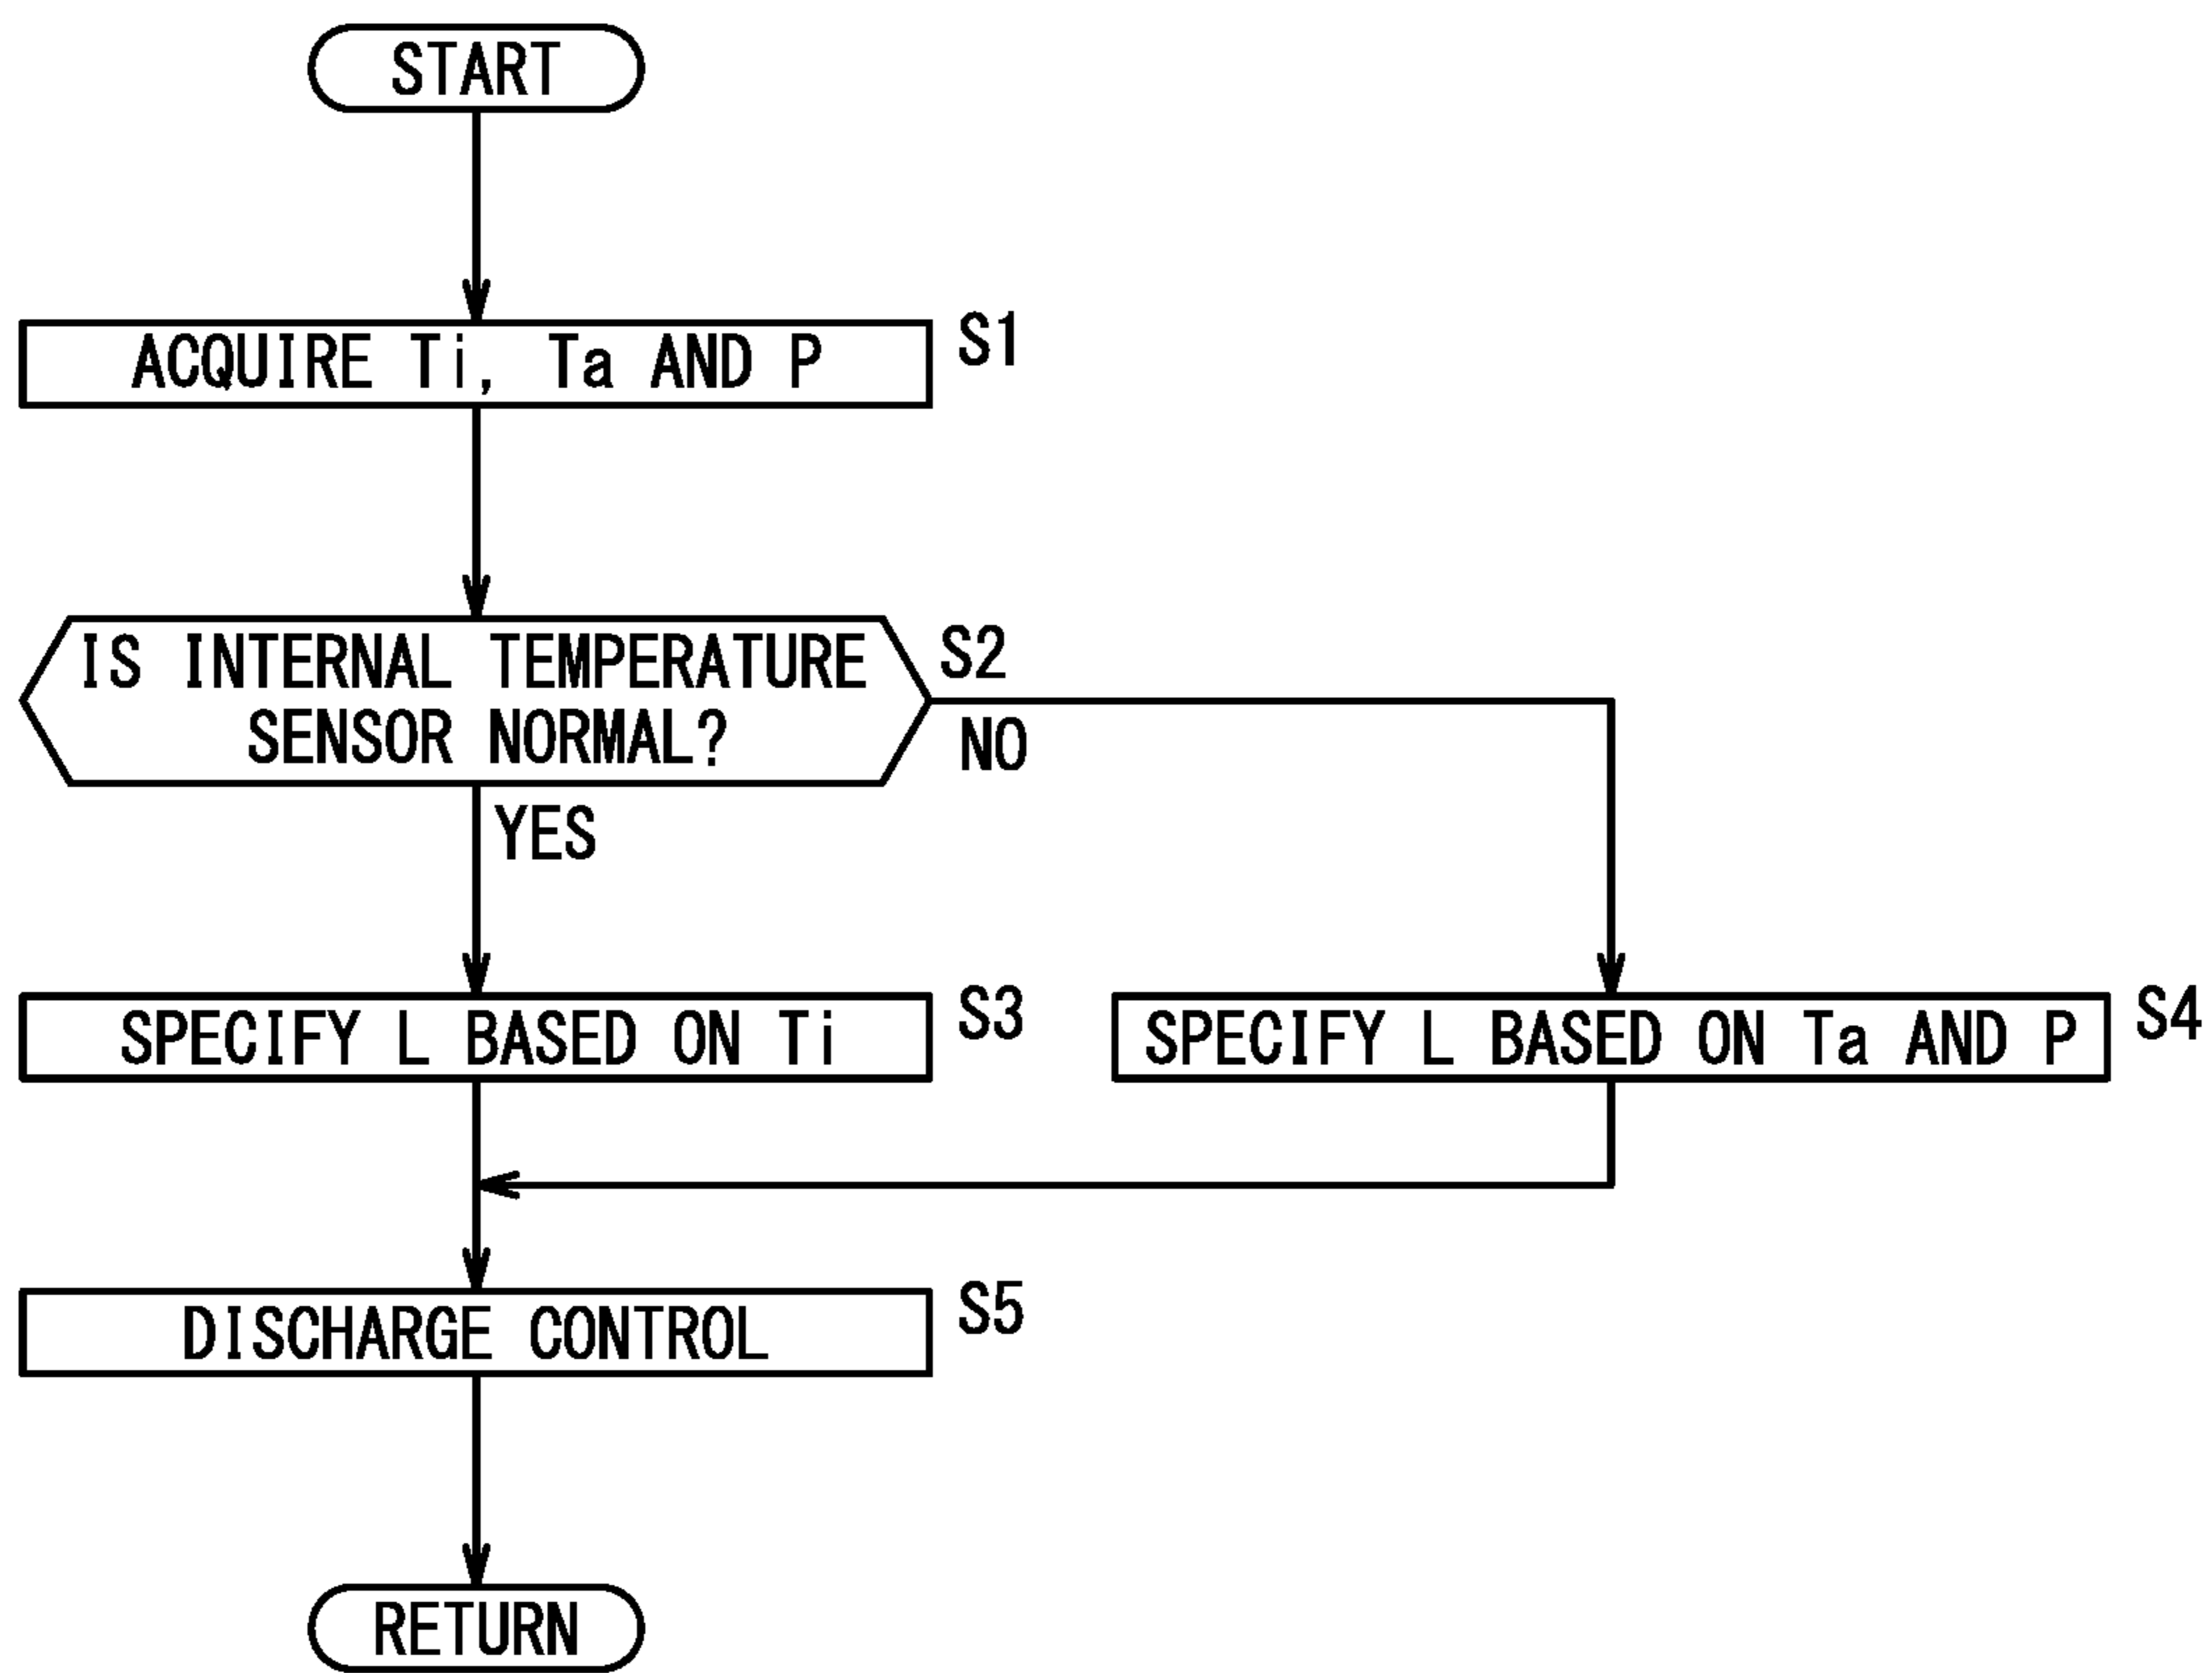 START
ACQUIRE Ti, Ta AND P
S1
IS INTERNAL TEMPERATURE
SENSOR NORMAL?
S2
NO
YES
SPECIFY L BASED ON Ti
S3
SPECIFY L BASED ON Ta AND P
S4
DISCHARGE CONTROL
S5
RETURN